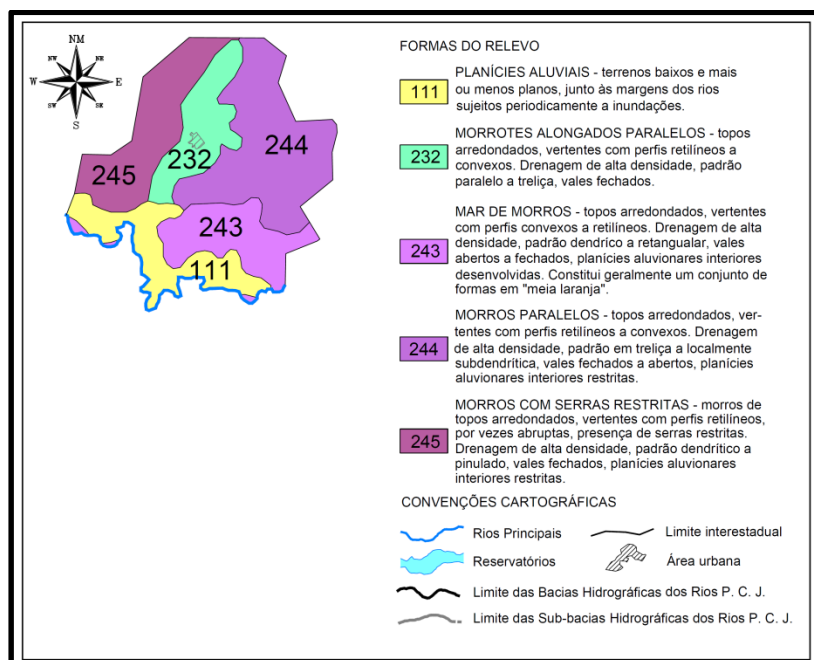 NM
NW
NE
W
E
SW
SE
S
245
232
244
243
111
FORMAS DO RELEVO
111
PLANÍCIES ALUVIAIS - terrenos baixos e mais
ou menos planos, junto às margens dos rios
sujeitos periodicamente a inundações.
232
MORROTES ALONGADOS PARALELOS - topos
arredondados, vertentes com perfis retilíneos a
convexos. Drenagem de alta densidade, padrão
paralelo a treliça, vales fechados.
243
MAR DE MORROS - topos arredondados, vertentes
com perfis convexos a retilíneos. Drenagem de alta
densidade, padrão dendríco a retangualar, vales
abertos a fechados, planícies aluvionares interiores
desenvolvidas. Constitui geralmente um conjunto de
formas em "meia laranja".
244
MORROS PARALELOS - topos arredondados, ver-
tentes com perfis retilíneos a convexos. Drenagem
de alta densidade, padrão em treliça a localmente
subdendrítica, vales fechados a abertos, planícies
aluvionares interiores restritas.
245
MORROS COM SERRAS RESTRITAS - morros de
topos arredondados, vertentes com perfis retilíneos,
por vezes abruptas, presença de serras restritas.
Drenagem de alta densidade, padrão dendrítico a
pinulado, vales fechados, planícies aluvionares
interiores restritas.
CONVENÇÕES CARTOGRÁFICAS
Rios Principais
Limite interestadual
Reservatórios
Área urbana
Limite das Bacias Hidrográficas dos Rios P. C. J.
Limite das Sub-bacias Hidrográficas dos Rios P. C. J.